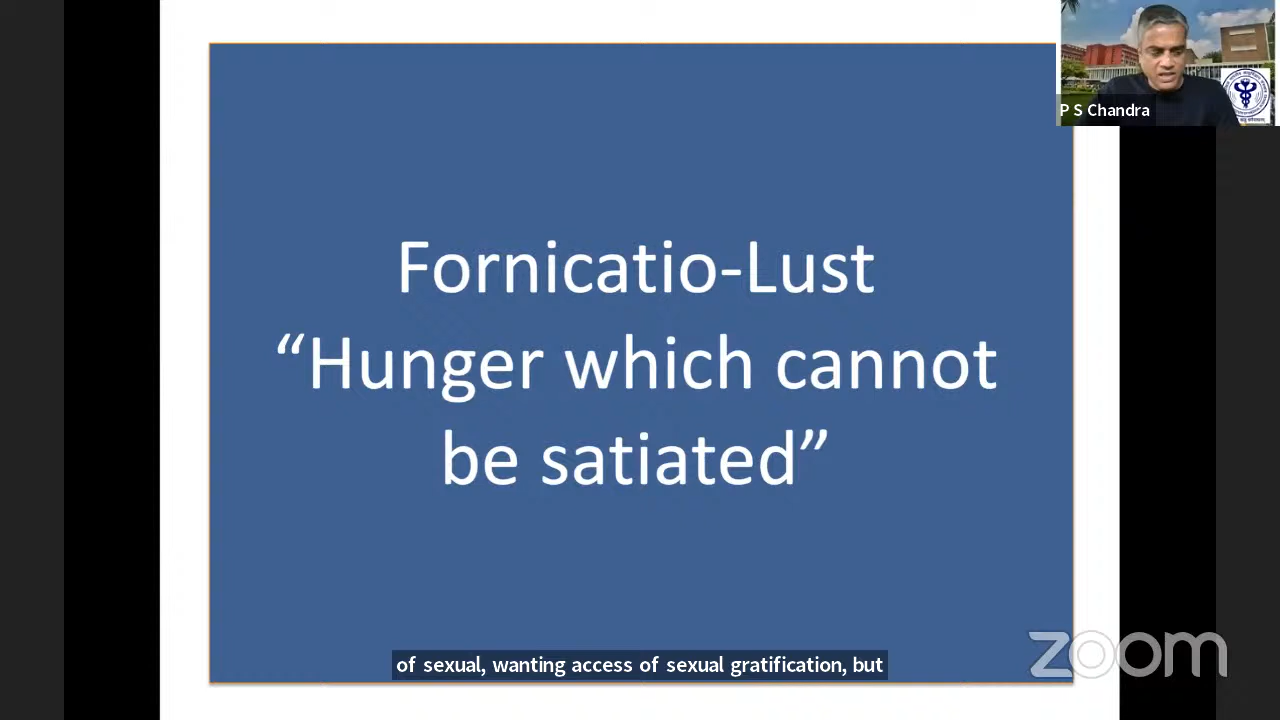 P S Chandra
Fornicatio-Lust
“Hunger which cannot
be satiated”
of sexual, wanting access of sexual gratification, but
zoom